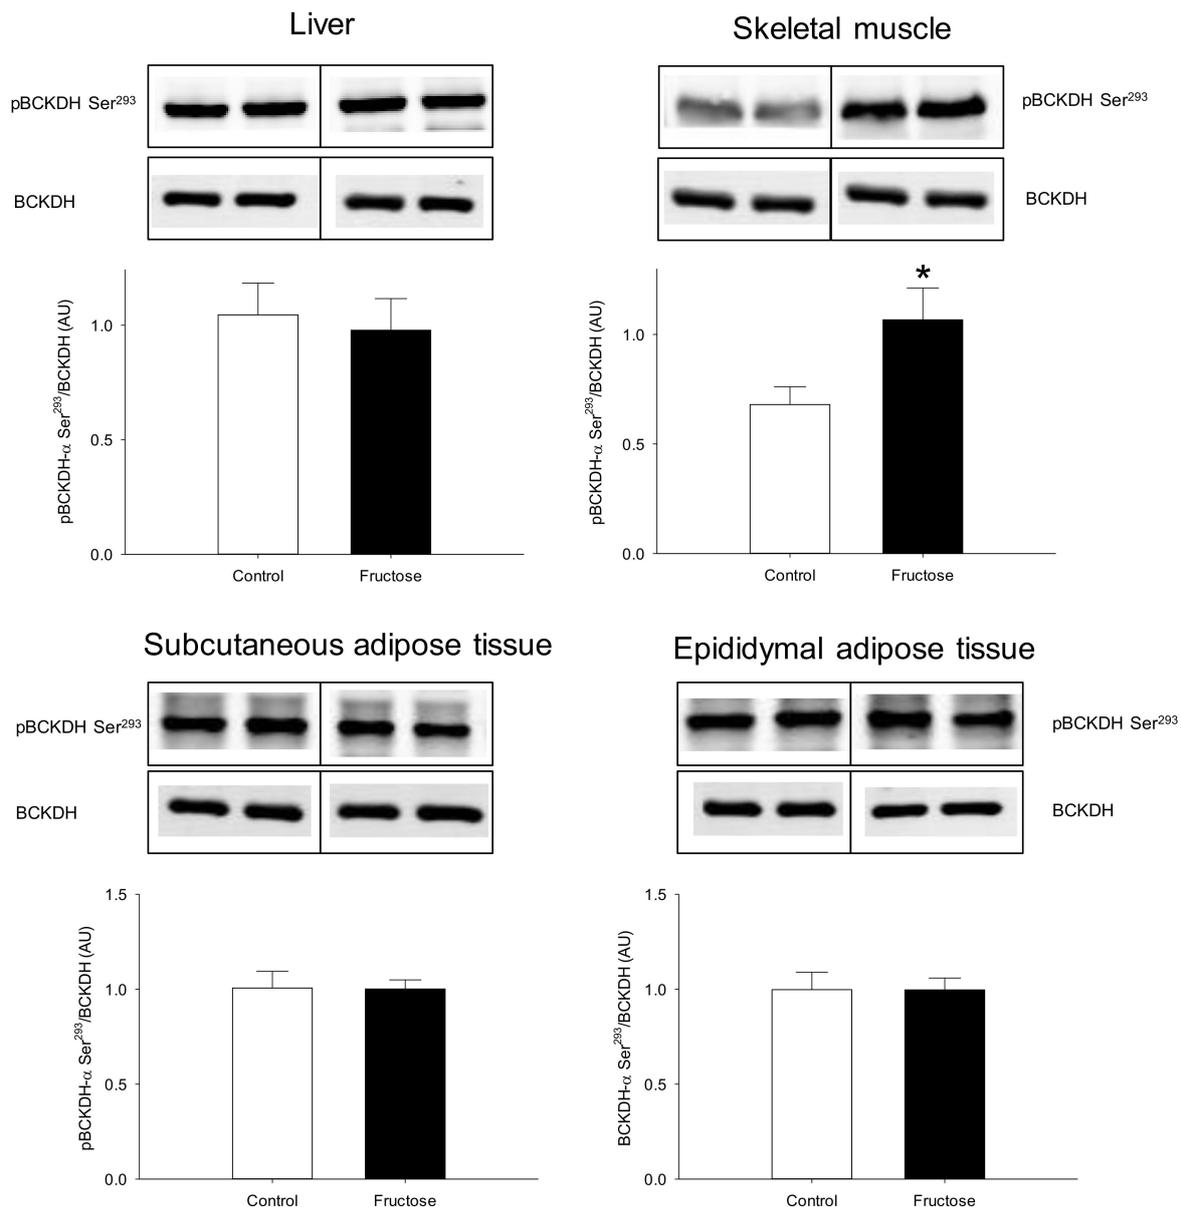 Liver
pBCKDH Ser²⁹³
BCKDH
pBCKDH-α Ser²⁹³/BCKDH (AU)
1.0
0.5
0.0
Control Fructose
Skeletal muscle
pBCKDH Ser²⁹³
BCKDH
*
pBCKDH-α Ser²⁹³/BCKDH (AU)
1.0
0.5
0.0
Control Fructose
Subcutaneous adipose tissue
pBCKDH Ser²⁹³
BCKDH
pBCKDH-α Ser²⁹³/BCKDH (AU)
1.5
1.0
0.5
0.0
Control Fructose
Epididymal adipose tissue
pBCKDH Ser²⁹³
BCKDH
BCKDH-α Ser²⁹³/BCKDH (AU)
1.5
1.0
0.5
0.0
Control Fructose